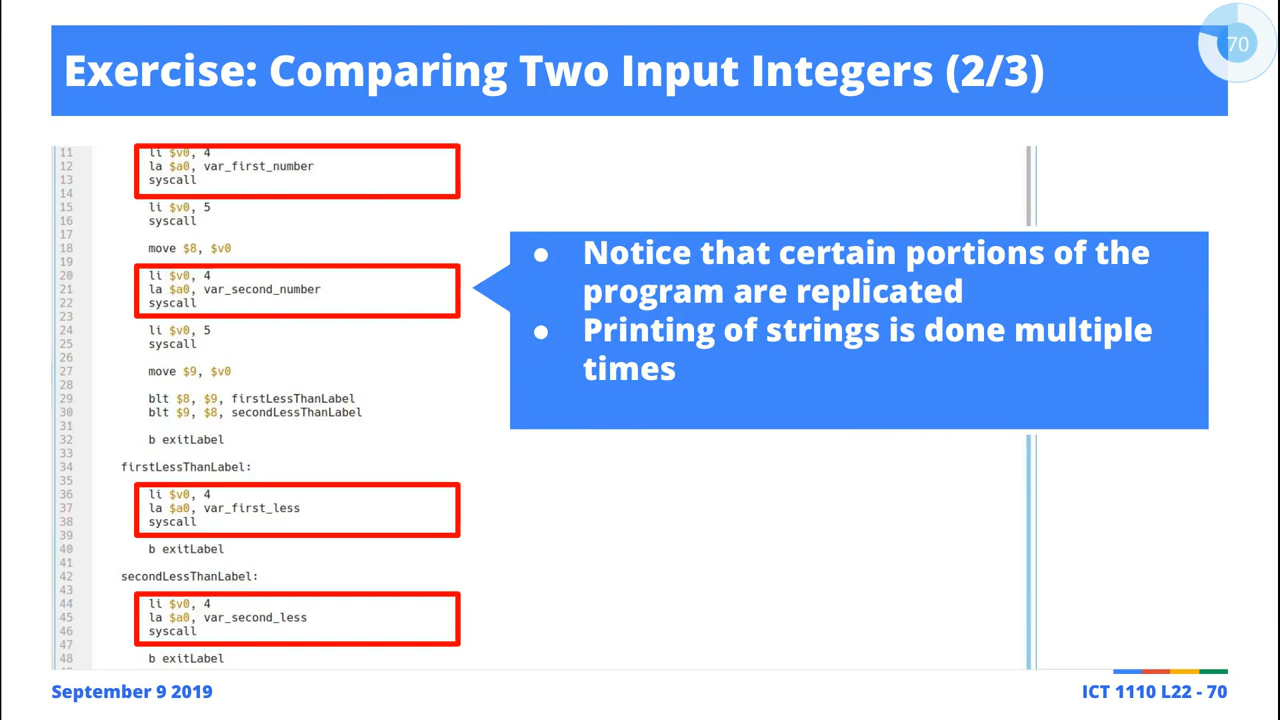 70
Exercise: Comparing Two Input Integers (2/3)
11 li $v0, 4
12 la $a0, var_first_number
13 syscall
14
15 li $v0, 5
16 syscall
17
18 move $8, $v0
19
20 li $v0, 4
21 la $a0, var_second_number
22 syscall
23
24 li $v0, 5
25 syscall
26
27 move $9, $v0
28
29 blt $8, $9, firstLessThanLabel
30 blt $9, $8, secondLessThanLabel
31
32 b exitLabel
33
34 firstLessThanLabel:
35
36 li $v0, 4
37 la $a0, var_first_less
38 syscall
39
40 b exitLabel
41
42 secondLessThanLabel:
43
44 li $v0, 4
45 la $a0, var_second_less
46 syscall
47
48 b exitLabel
● Notice that certain portions of the
program are replicated
● Printing of strings is done multiple
times
September 9 2019
ICT 1110 L22 - 70